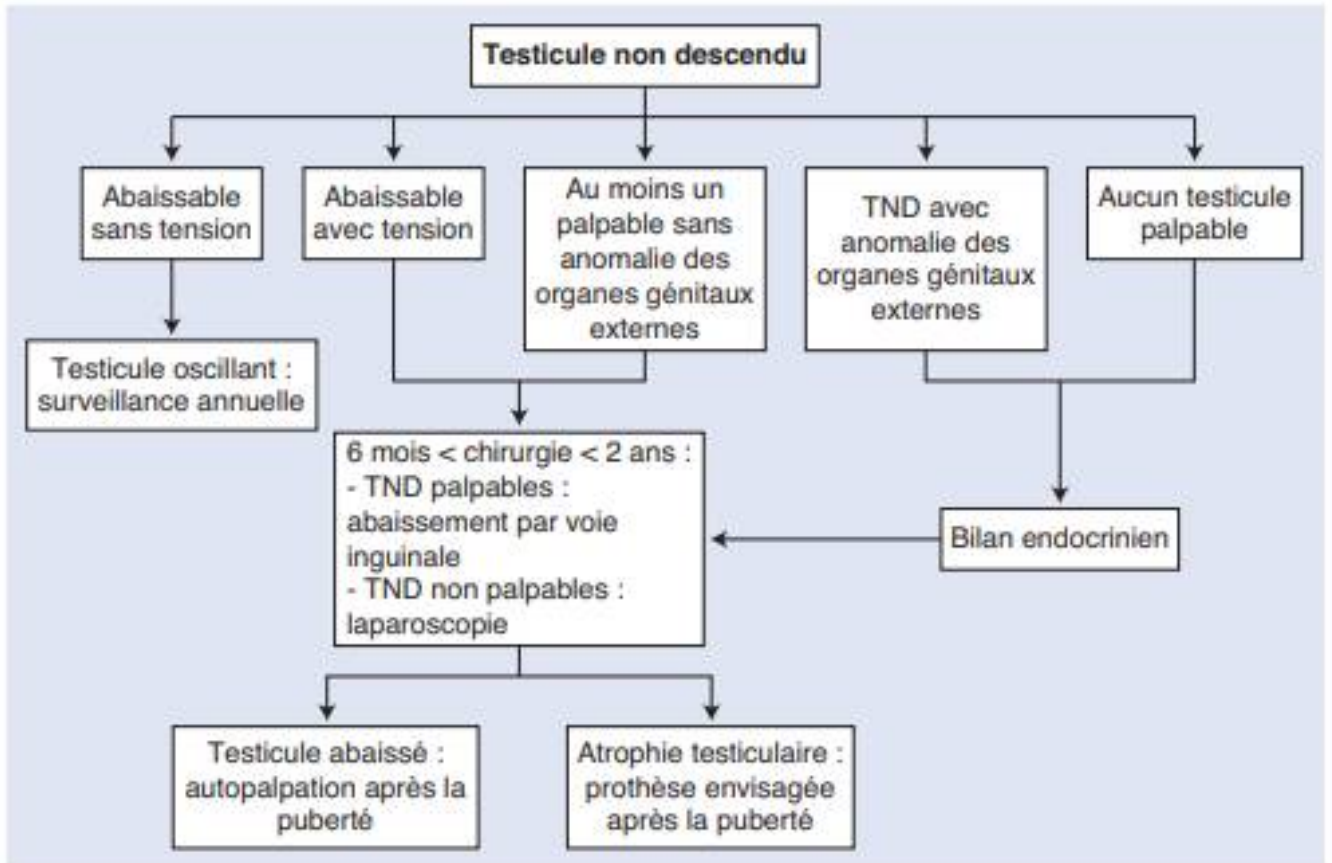 Testicule non descendu
Abaissable
sans tension
Abaissable
avec tension
Au moins un
palpable sans
anomalie des
organes génitaux
externes
TND avec
anomalie des
organes génitaux
externes
Aucun testicule
palpable
Testicule oscillant :
surveillance annuelle
6 mois < chirurgie < 2 ans :
- TND palpables :
abaissement par voie
inguinale
- TND non palpables :
laparoscopie
Bilan endocrinien
Testicule abaissé :
autopalpation après la
puberté
Atrophie testiculaire :
prothèse envisagée
après la puberté